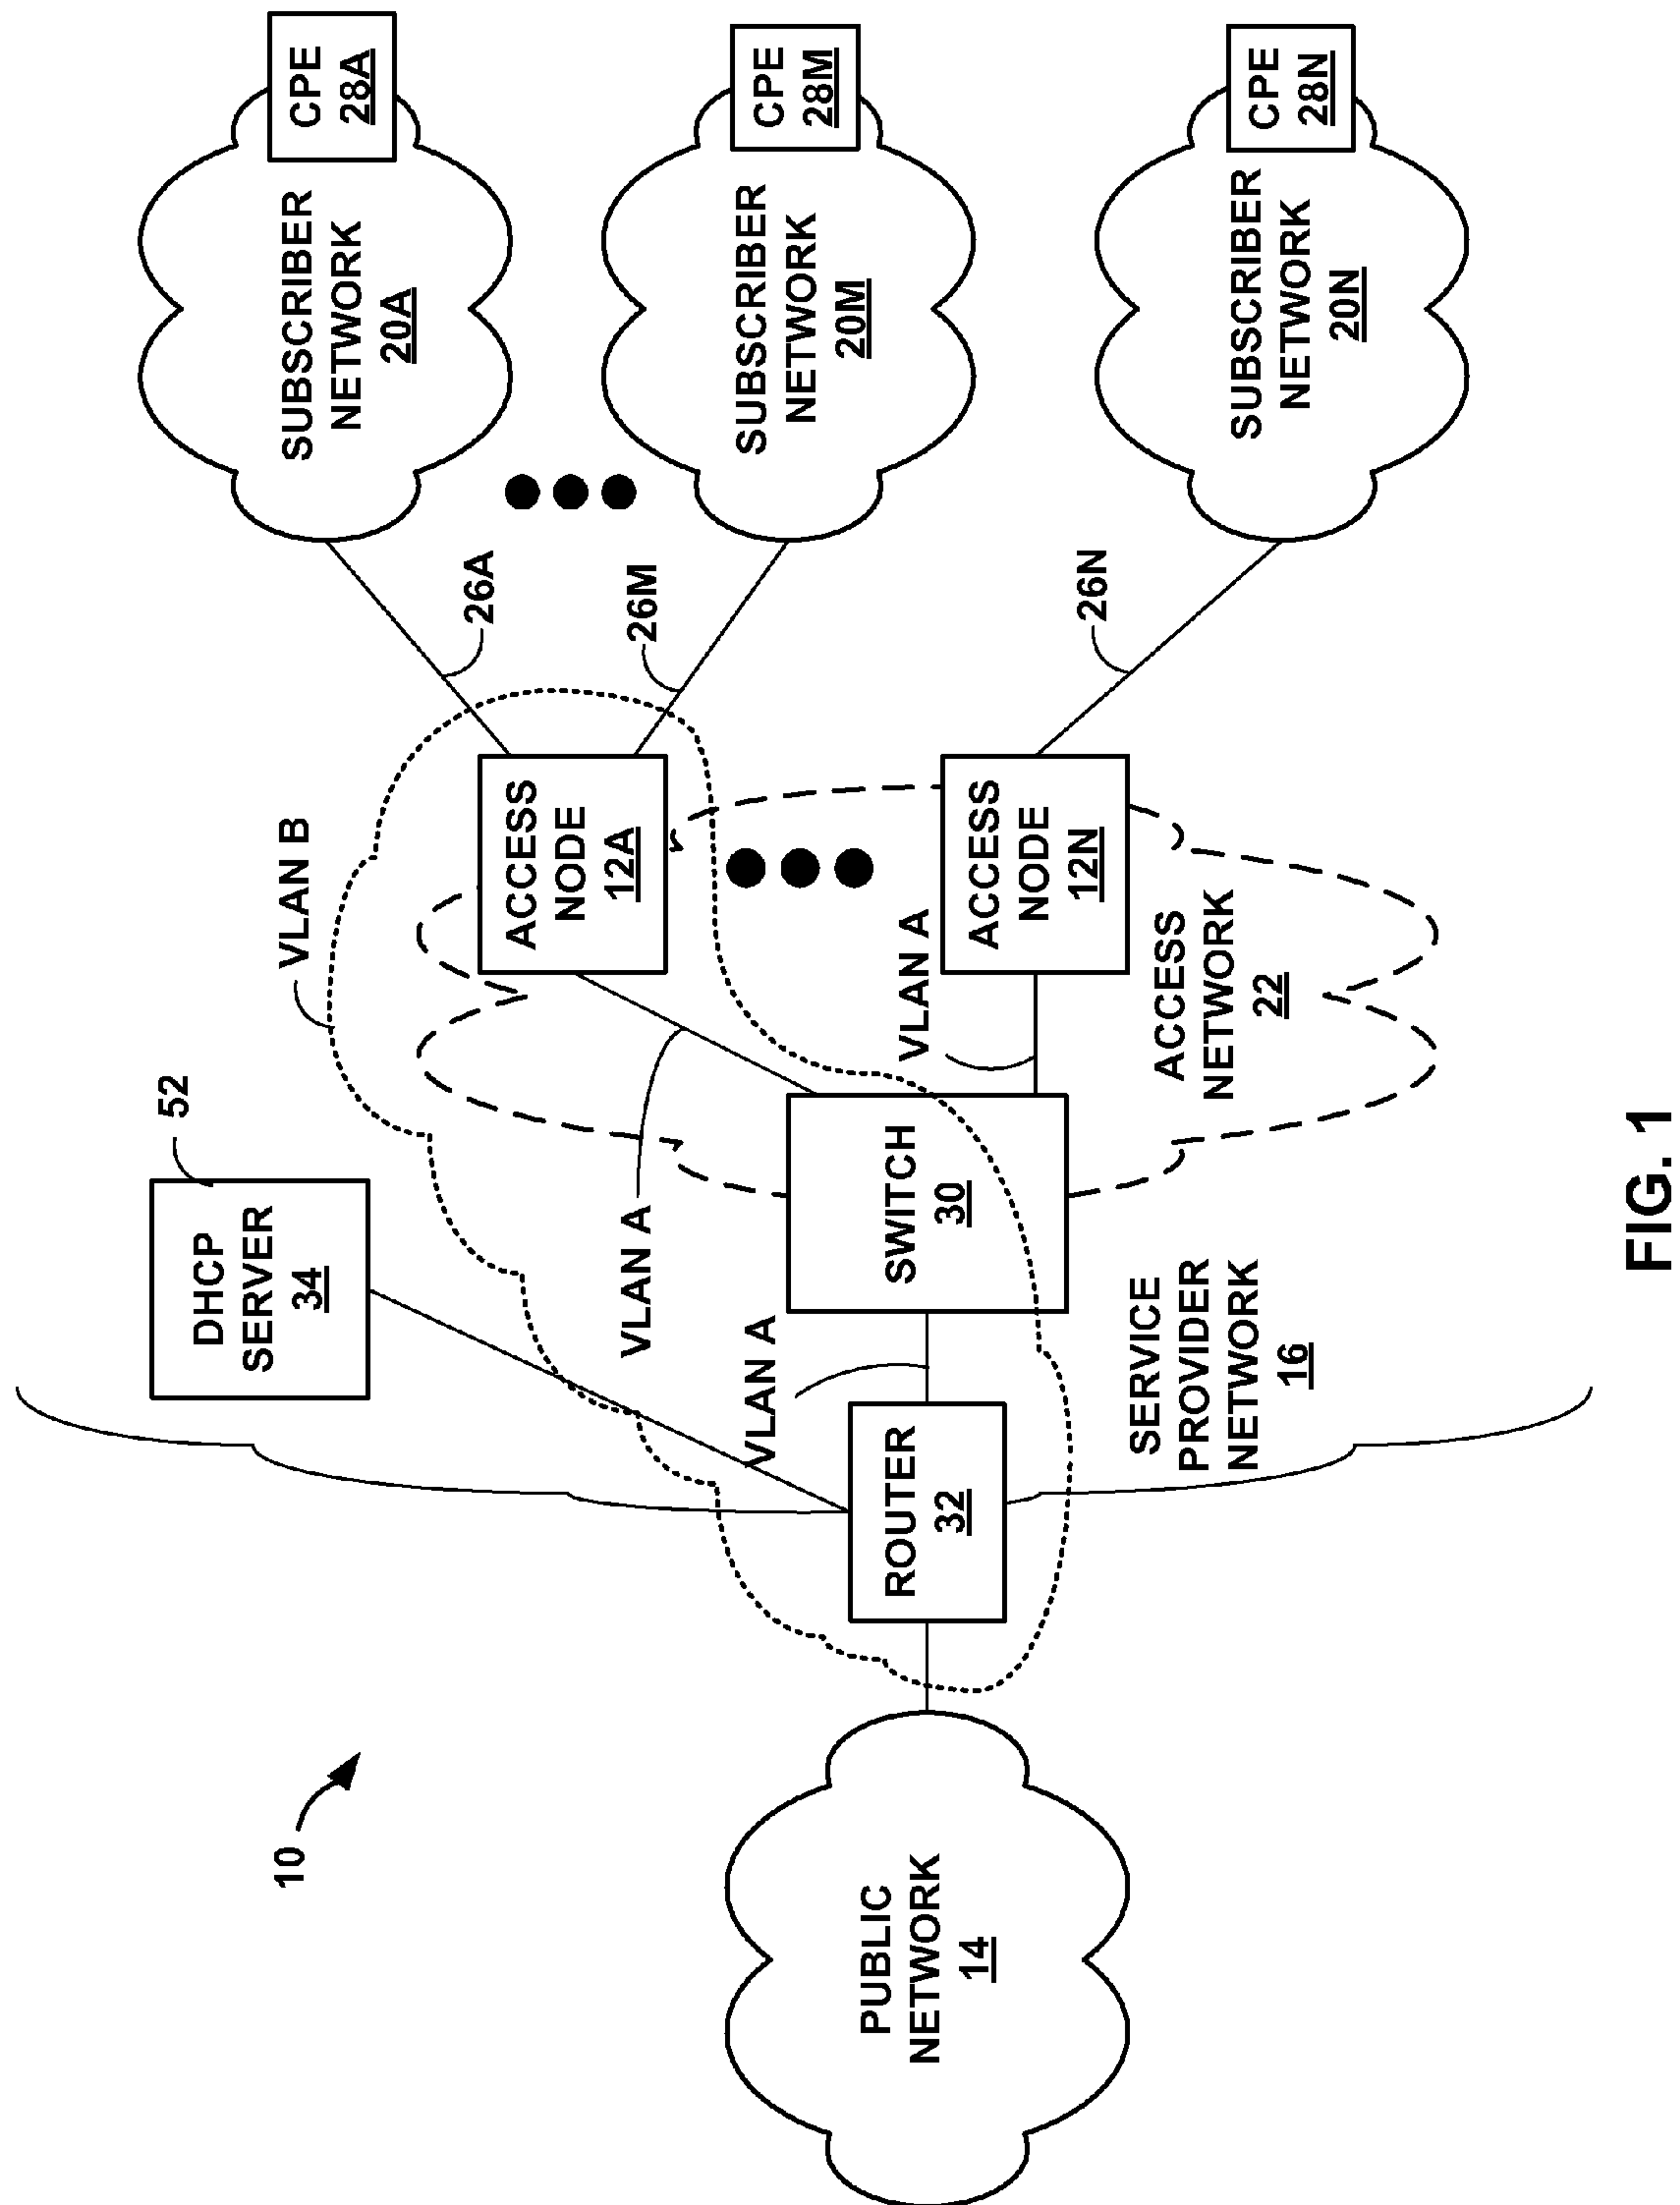 10
PUBLIC
NETWORK
14
DHCP
SERVER
34
52
ROUTER
32
VLAN A
SWITCH
30
SERVICE
PROVIDER
NETWORK
16
VLAN B
VLAN A
VLAN A
ACCESS
NODE
12A
ACCESS
NODE
12N
ACCESS
NETWORK
22
26A
26M
26N
SUBSCRIBER
NETWORK
20A
CPE
28A
SUBSCRIBER
NETWORK
20M
CPE
28M
SUBSCRIBER
NETWORK
20N
CPE
28N
FIG. 1